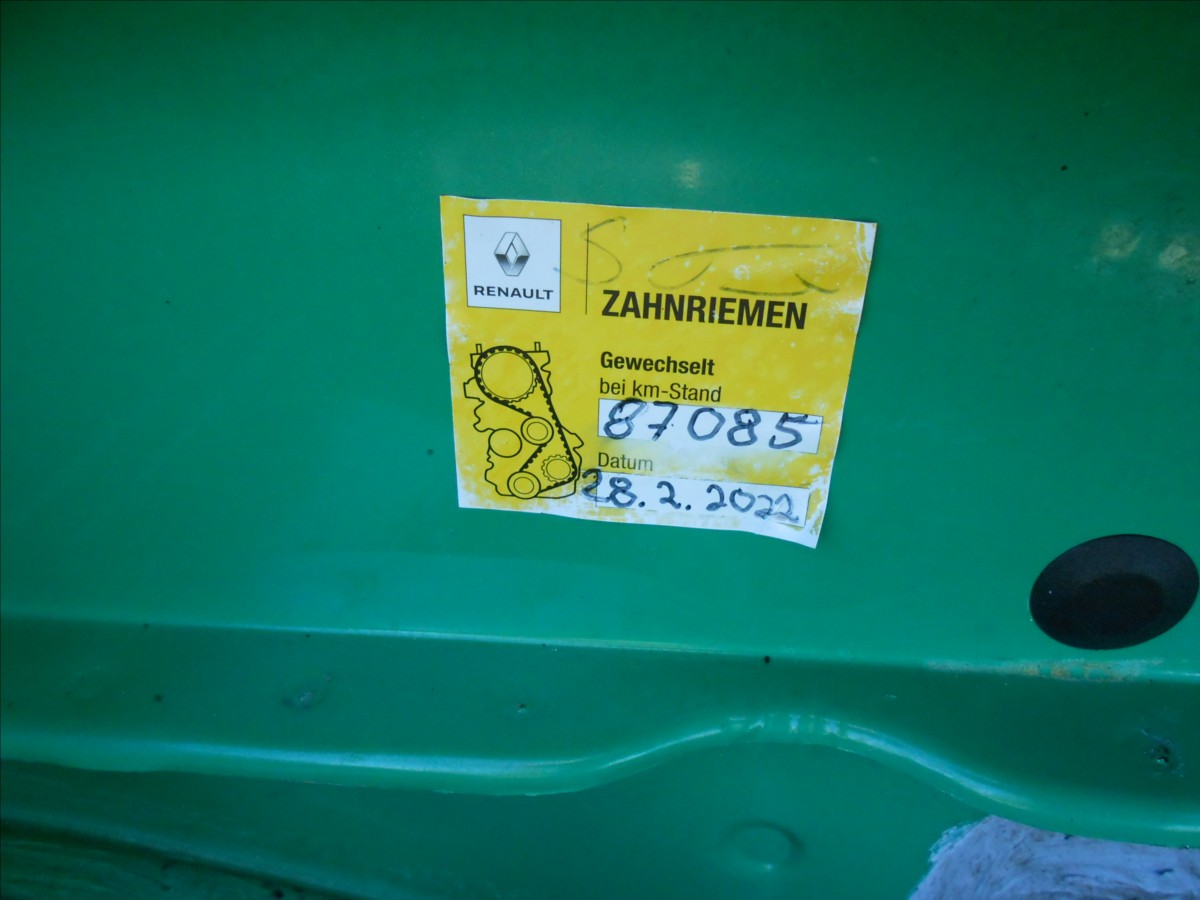 RENAULT
ZAHNRIEMEN
Gewechselt
bei km-Stand
87085
Datum
28.2.2022